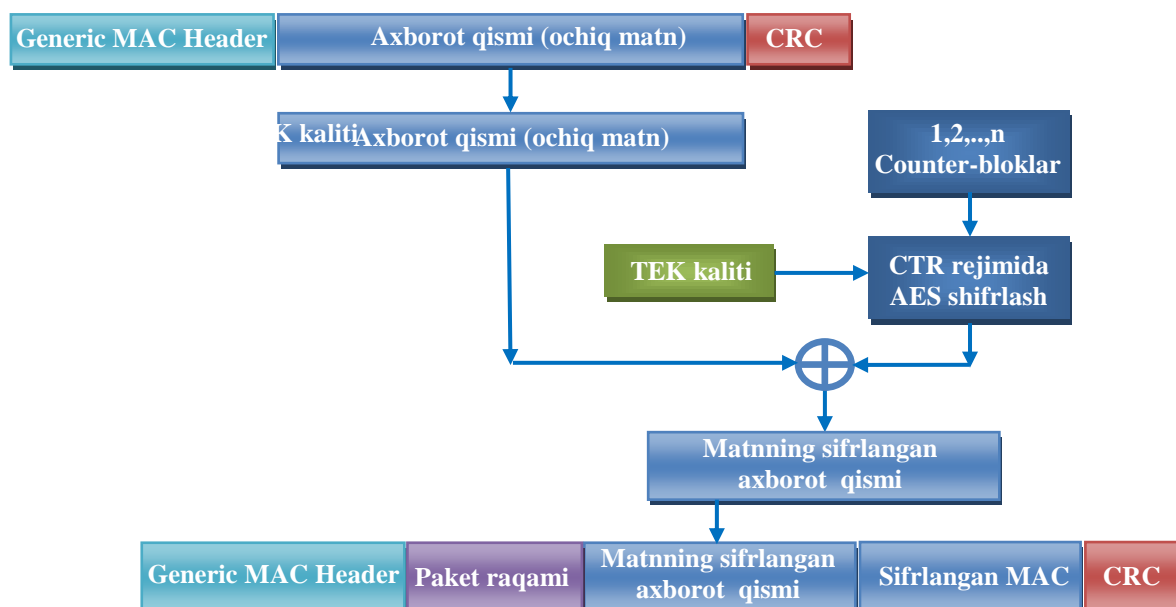 Generic MAC Header Axborot qismi (ochiq matn) CRC
K kaliti Axborot qismi (ochiq matn)
1,2,..,n
Counter-bloklar
TEK kaliti
CTR rejimida
AES shifrlash
Matnning sifrlangan
axborot qismi
Generic MAC Header Paket raqami
Matnning sifrlangan
axborot qismi
Sifrlangan MAC CRC